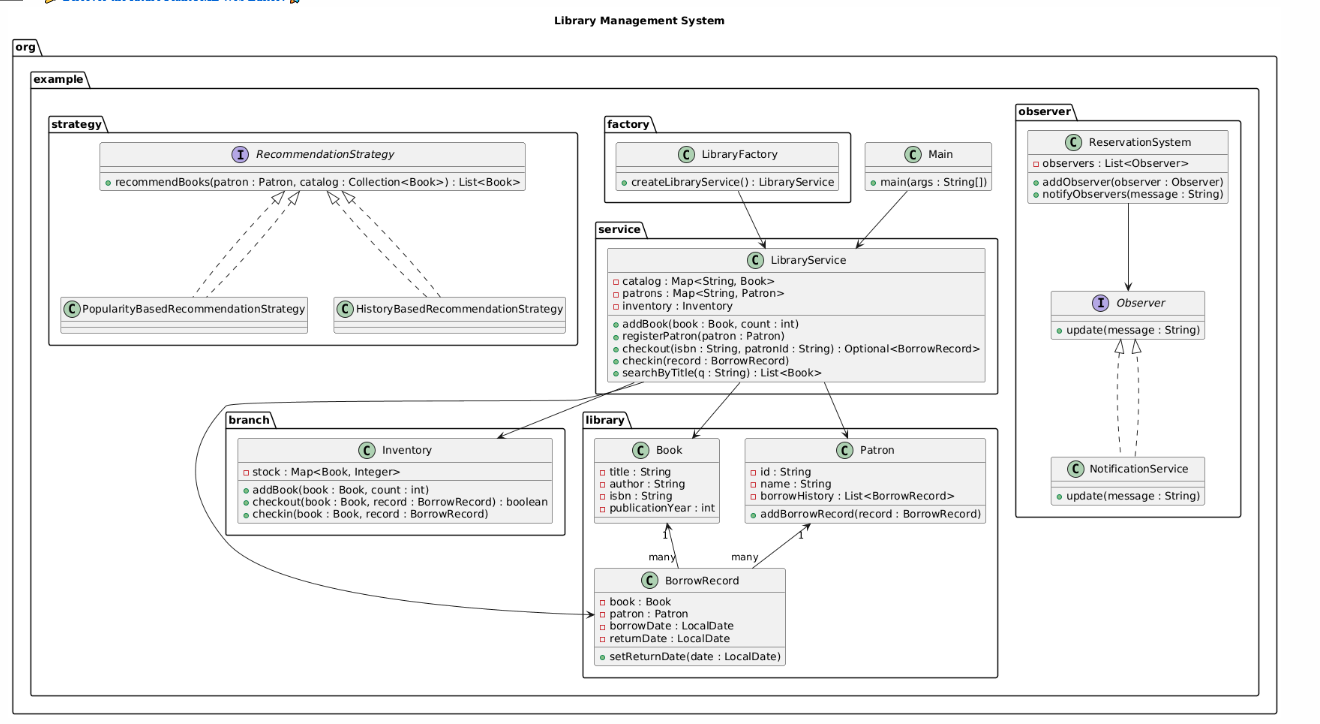 Library Management System
org
example
strategy
I RecommendationStrategy
recommendBooks(patron : Patron, catalog : Collection<Book>) : List<Book>
C PopularityBasedRecommendationStrategy
C HistoryBasedRecommendationStrategy
factory
C LibraryFactory
createLibraryService() : LibraryService
C Main
main(args : String[])
service
C LibraryService
catalog : Map<String, Book>
patrons : Map<String, Patron>
inventory : Inventory
addBook(book : Book, count : int)
registerPatron(patron : Patron)
checkout(isbn : String, patronId : String) : Optional<BorrowRecord>
checkin(record : BorrowRecord)
searchByTitle(q : String) : List<Book>
observer
C ReservationSystem
observers : List<Observer>
addObserver(observer : Observer)
notifyObservers(message : String)
I Observer
update(message : String)
C NotificationService
update(message : String)
branch
C Inventory
stock : Map<Book, Integer>
addBook(book : Book, count : int)
checkout(book : Book, record : BorrowRecord) : boolean
checkin(book : Book, record : BorrowRecord)
library
C Book
title : String
author : String
isbn : String
publicationYear : int
C Patron
id : String
name : String
borrowHistory : List<BorrowRecord>
addBorrowRecord(record : BorrowRecord)
1
1
many
many
C BorrowRecord
book : Book
patron : Patron
borrowDate : LocalDate
returnDate : LocalDate
setReturnDate(date : LocalDate)